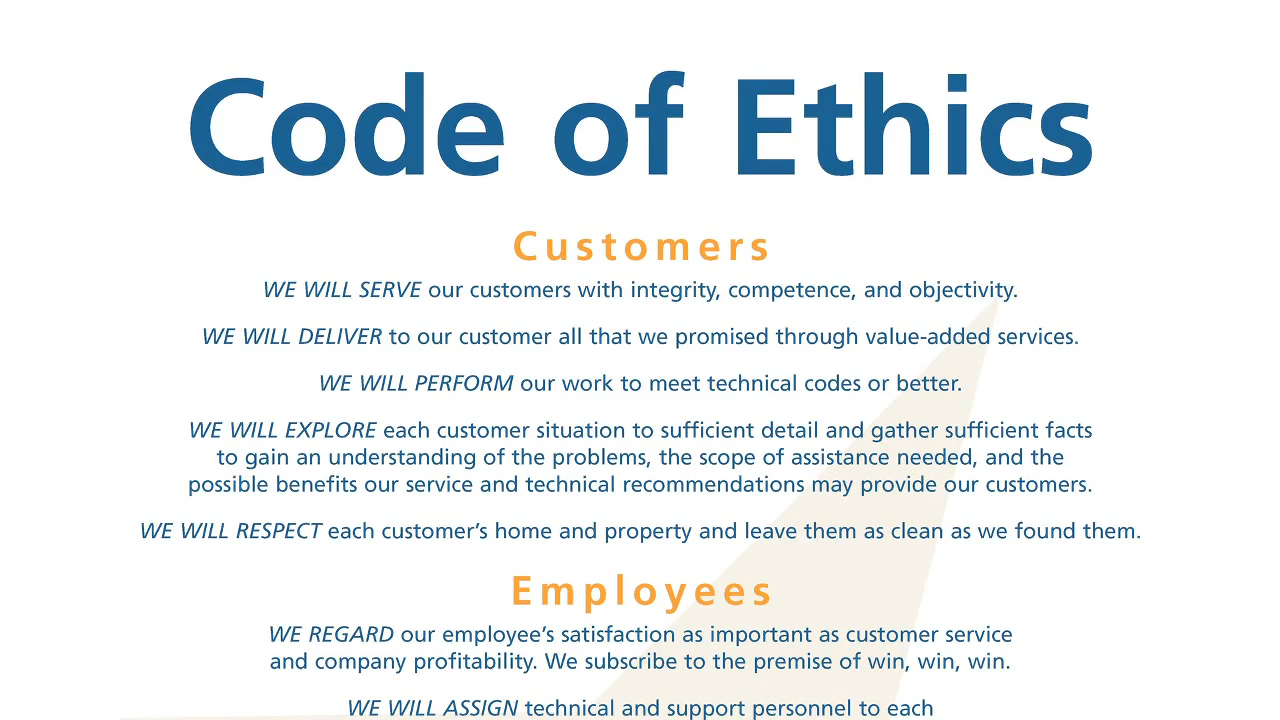 Code of Ethics
Customers
WE WILL SERVE our customers with integrity, competence, and objectivity.
WE WILL DELIVER to our customer all that we promised through value-added services.
WE WILL PERFORM our work to meet technical codes or better.
WE WILL EXPLORE each customer situation to sufficient detail and gather sufficient facts
to gain an understanding of the problems, the scope of assistance needed, and the
possible benefits our service and technical recommendations may provide our customers.
WE WILL RESPECT each customer’s home and property and leave them as clean as we found them.
Employees
WE REGARD our employee’s satisfaction as important as customer service
and company profitability. We subscribe to the premise of win, win, win.
WE WILL ASSIGN technical and support personnel to each